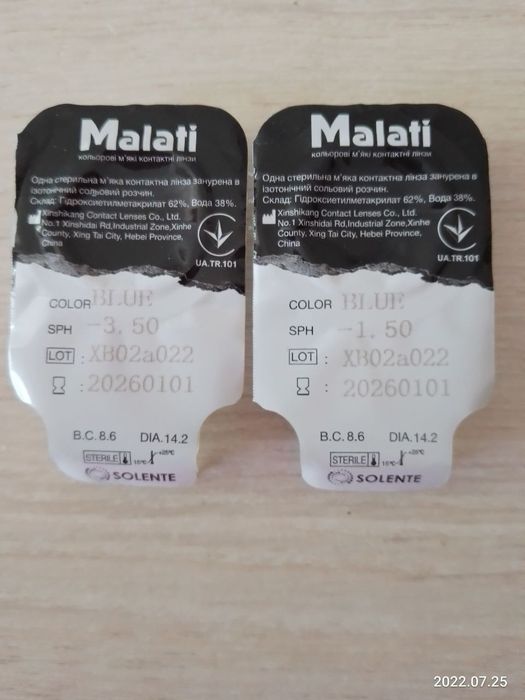 Malati
кольорові м'які контактні лінзи
Одна стерильна м'яка контактна лінза занурена в
ізотонічний сольовий розчин.
Склад: Гідроксиетилметакрилат 62%, Вода 38%.
Xinshikang Contact Lenses Co., Ltd.
No.1 Xinshidai Rd,Industrial Zone,Xinhe
County, Xing Tai City, Hebei Province,
China
UA.TR.101
COLOR BLUE
SPH -3.50
LOT : XB02a022
: 20260101
B.C. 8.6 DIA.14.2
STERILE 15°C +25°C
SOLENTE
Malati
кольорові м'які контактні лінзи
Одна стерильна м'яка контактна лінза занурена в
ізотонічний сольовий розчин.
Склад: Гідроксиетилметакрилат 62%, Вода 38%.
Xinshikang Contact Lenses Co., Ltd.
No.1 Xinshidai Rd,Industrial Zone,Xinhe
County, Xing Tai City, Hebei Province,
China
UA.TR.101
COLOR BLUE
SPH -1.50
LOT : XB02a022
: 20260101
B.C. 8.6 DIA.14.2
STERILE 15°C +25°C
SOLENTE
2022.07.25